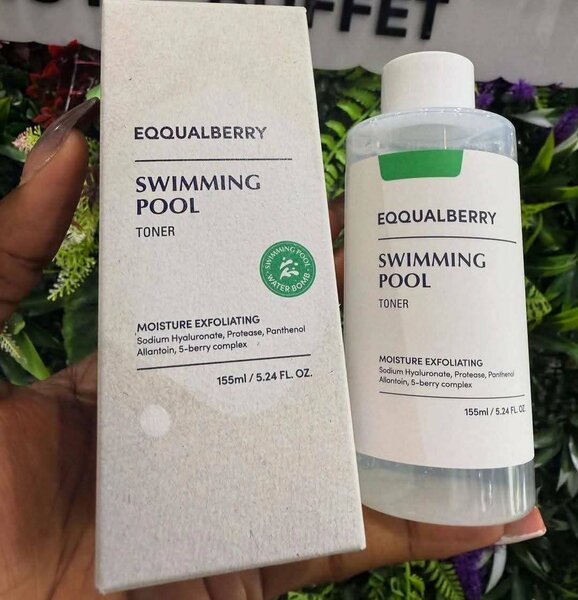 UFFET
EQQUALBERRY
SWIMMING
POOL
TONER
SWIMMING POOL
WATER BOMB
MOISTURE EXFOLIATING
Sodium Hyaluronate, Protease, Panthenol
Allantoin, 5-berry complex
155ml / 5.24 FL. OZ.
EQQUALBERRY
SWIMMING
POOL
TONER
MOISTURE EXFOLIATING
Sodium Hyaluronate, Protease, Panthenol
Allantoin, 5-berry complex
155ml / 5.24 FL. OZ.